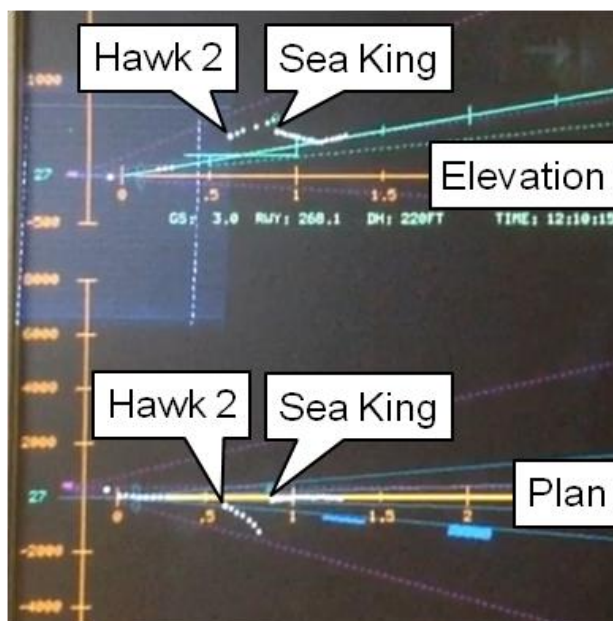 Hawk 2
Sea King
1000
27
0
.5
1
1.5
Elevation
-500
GS: 3.0 RWY: 268.1 DH: 220FT TIME: 12:10:15
8000
6000
4000
Hawk 2
Sea King
2000
27
Plan
0
.5
1
1.5
2
-2000
-4000